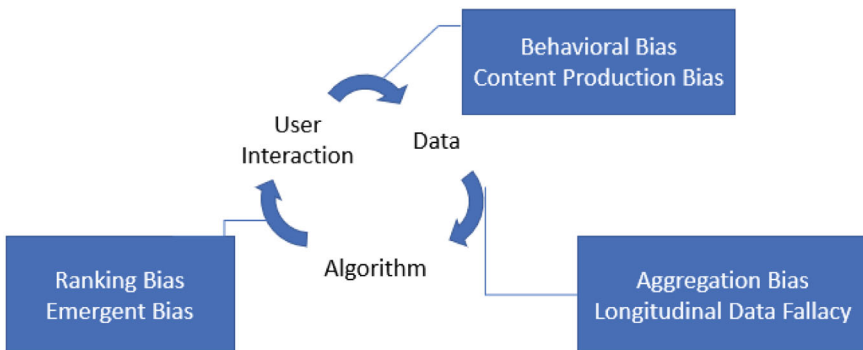 Behavioral Bias
Content Production Bias
User
Interaction
Data
Algorithm
Ranking Bias
Emergent Bias
Aggregation Bias
Longitudinal Data Fallacy